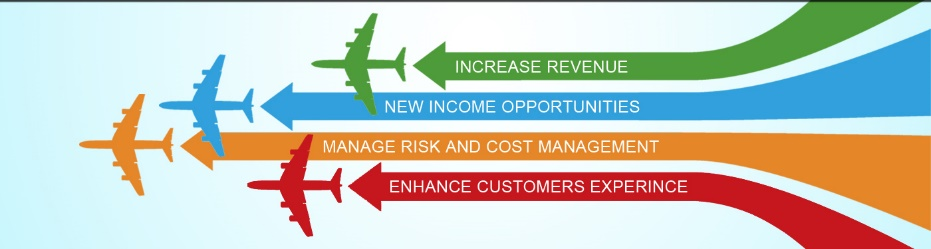 INCREASE REVENUE
NEW INCOME OPPORTUNITIES
MANAGE RISK AND COST MANAGEMENT
ENHANCE CUSTOMERS EXPERINCE